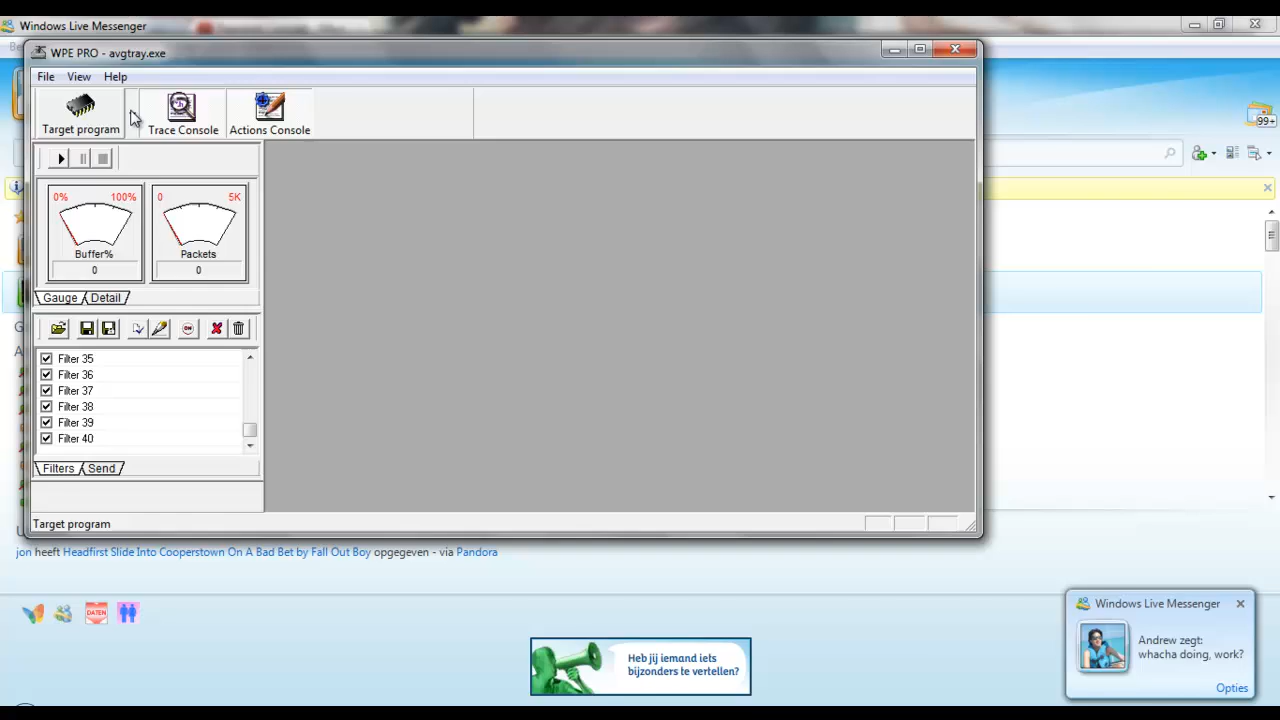 Windows Live Messenger
WPE PRO - avgtray.exe
File View Help
Target program Trace Console Actions Console
99+
0% 100% 0 5K
Buffer% Packets
0 0
Gauge Detail
ON
Filter 35
Filter 36
Filter 37
Filter 38
Filter 39
Filter 40
Filters Send
Target program
jon heeft Headfirst Slide Into Cooperstown On A Bad Bet by Fall Out Boy opgegeven - via Pandora
DATEN
Heb jij iemand iets
bijzonders te vertellen?
Windows Live Messenger
Andrew zegt:
whacha doing, work?
Opties